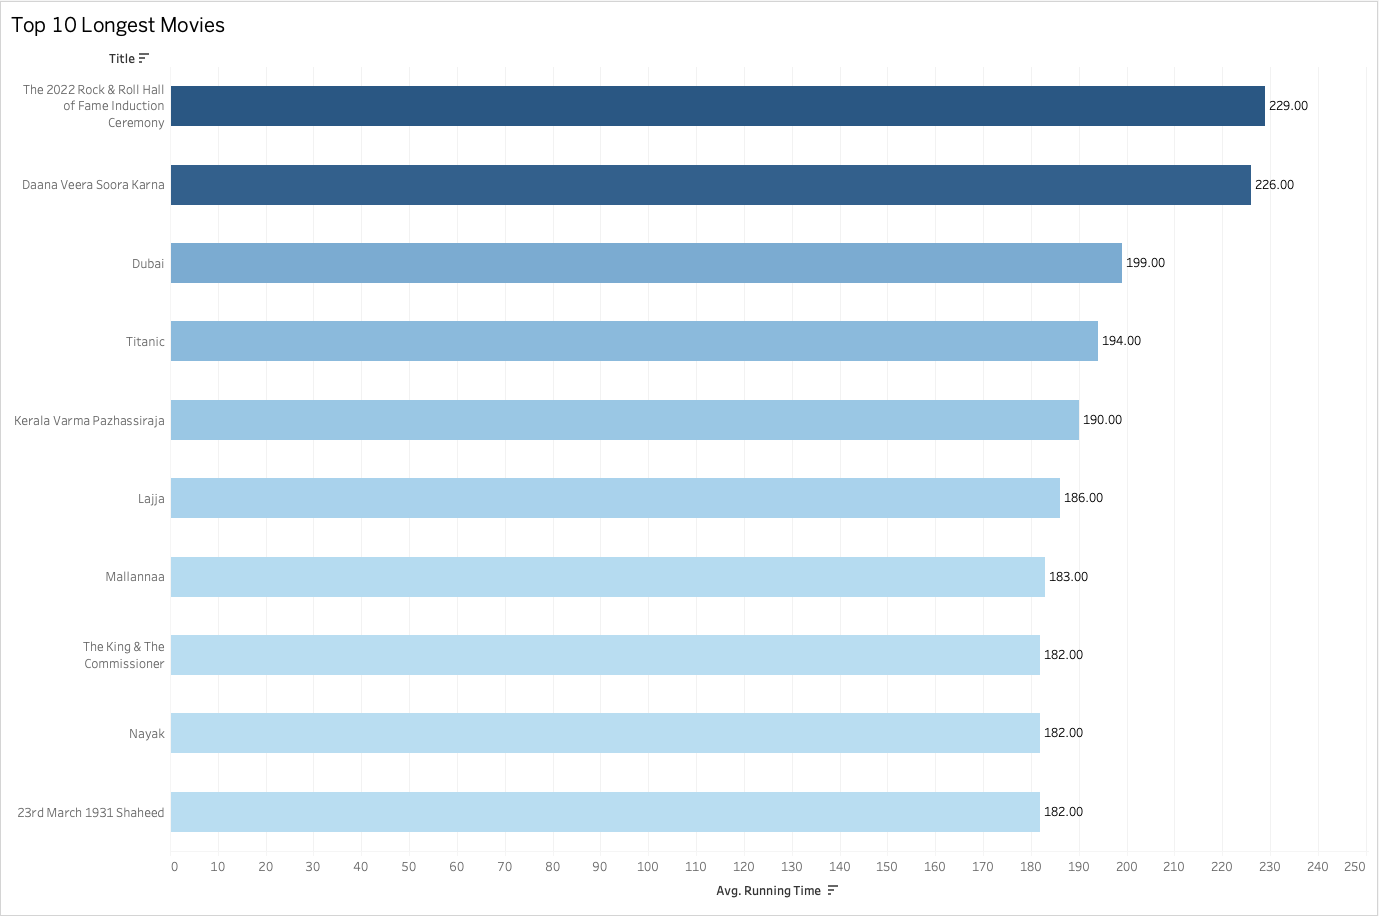 Top 10 Longest Movies
Title
The 2022 Rock & Roll Hall
of Fame Induction
Ceremony
229.00
Daana Veera Soora Karna
226.00
Dubai
199.00
Titanic
194.00
Kerala Varma Pazhassiraja
190.00
Lajja
186.00
Mallannaa
183.00
The King & The
Commissioner
182.00
Nayak
182.00
23rd March 1931 Shaheed
182.00
0 10 20 30 40 50 60 70 80 90 100 110 120 130 140 150 160 170 180 190 200 210 220 230 240 250
Avg. Running Time